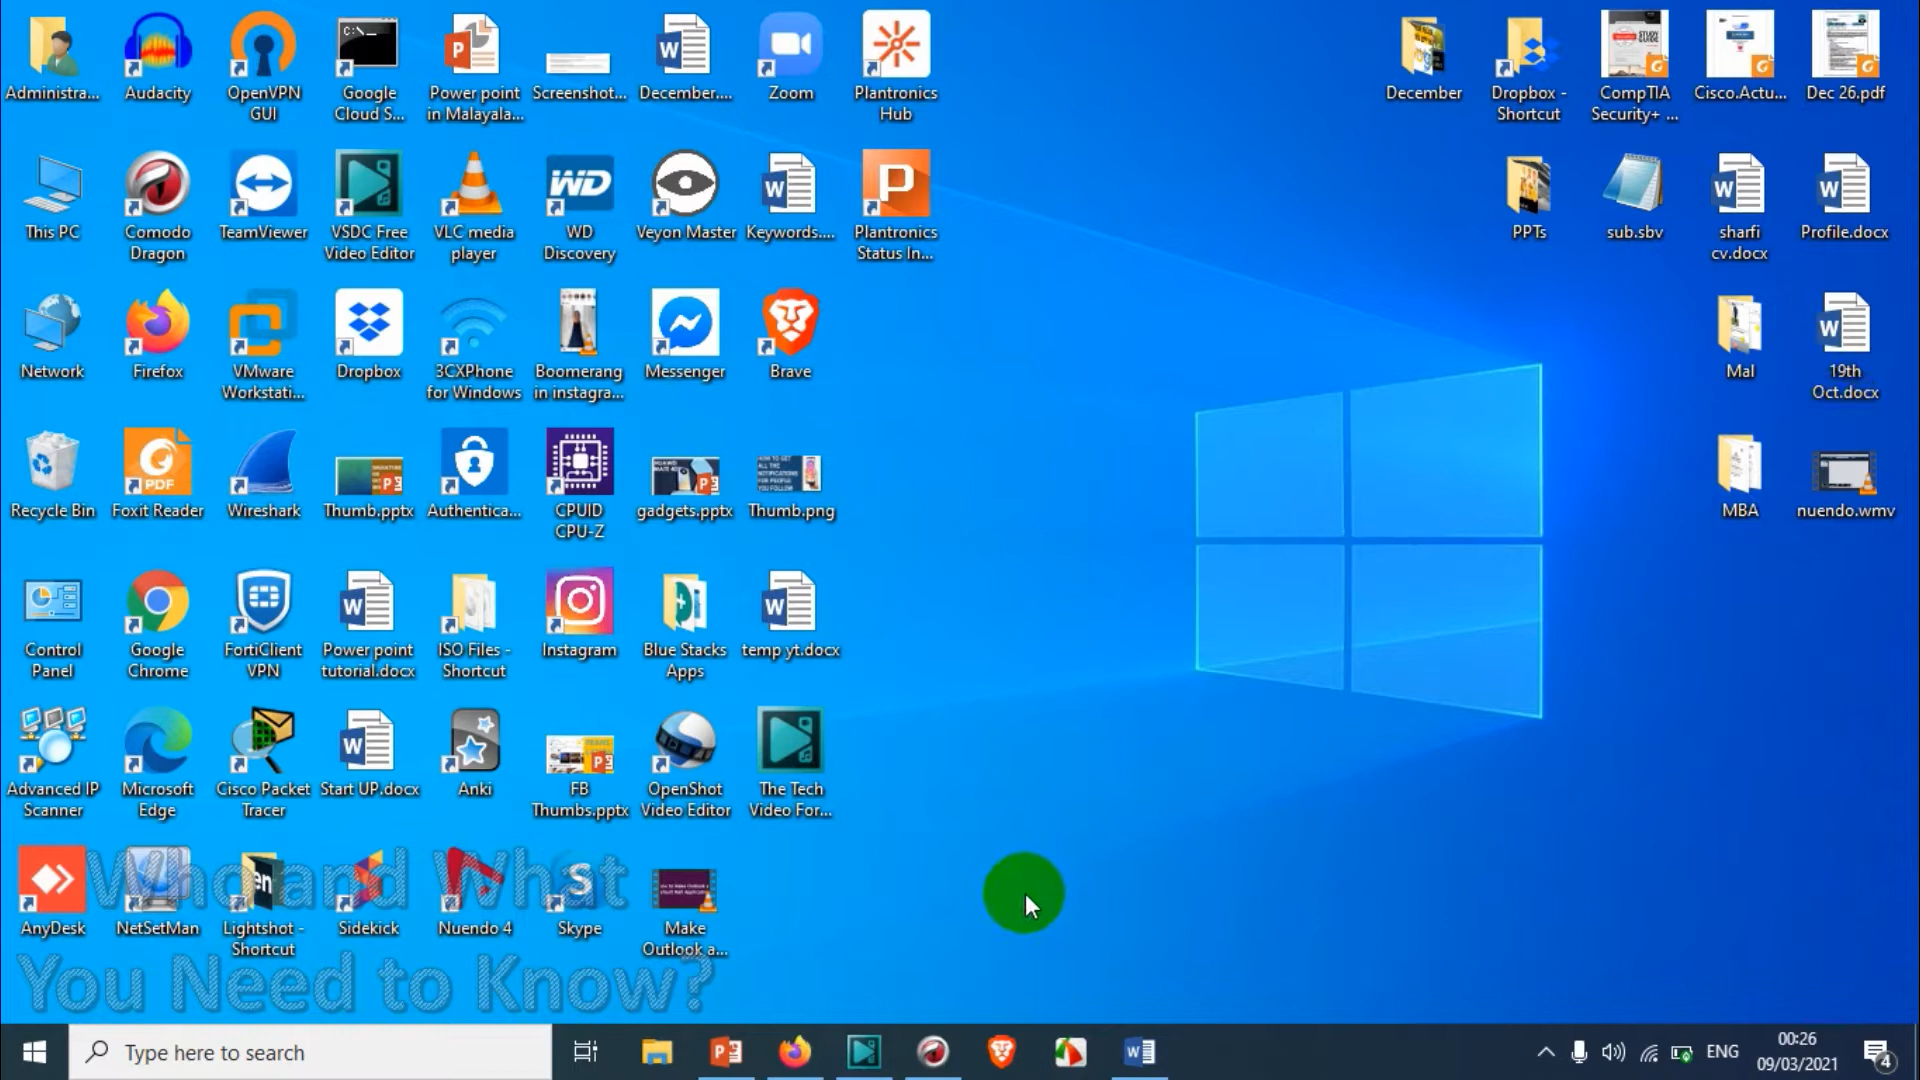 Administra...
Audacity
OpenVPN
GUI
Google
Cloud S...
Power point
in Malayala...
Screenshot...
December....
Zoom
Plantronics
Hub
December
Dropbox -
Shortcut
CompTIA
Security+ ...
Cisco.Actu...
Dec 26.pdf
This PC
Comodo
Dragon
TeamViewer
VSDC Free
Video Editor
VLC media
player
WD
Discovery
Veyon Master
Keywords....
Plantronics
Status In...
PPTs
sub.sbv
sharfi
cv.docx
Profile.docx
Network
Firefox
VMware
Workstati...
Dropbox
3CXPhone
for Windows
Boomerang
in instagra...
Messenger
Brave
Mal
19th
Oct.docx
Recycle Bin
Foxit Reader
Wireshark
Thumb.pptx
Authentica...
CPUID
CPU-Z
gadgets.pptx
Thumb.png
MBA
nuendo.wmv
Control
Panel
Google
Chrome
FortiClient
VPN
Power point
tutorial.docx
ISO Files -
Shortcut
Instagram
Blue Stacks
Apps
temp yt.docx
Advanced IP
Scanner
Microsoft
Edge
Cisco Packet
Tracer
Start UP.docx
Anki
FB
Thumbs.pptx
OpenShot
Video Editor
The Tech
Video For...
AnyDesk
NetSetMan
Lightshot -
Shortcut
Sidekick
Nuendo 4
Skype
Make
Outlook a...
Who and What
You Need to Know?
Type here to search
ENG
00:26
09/03/2021
4